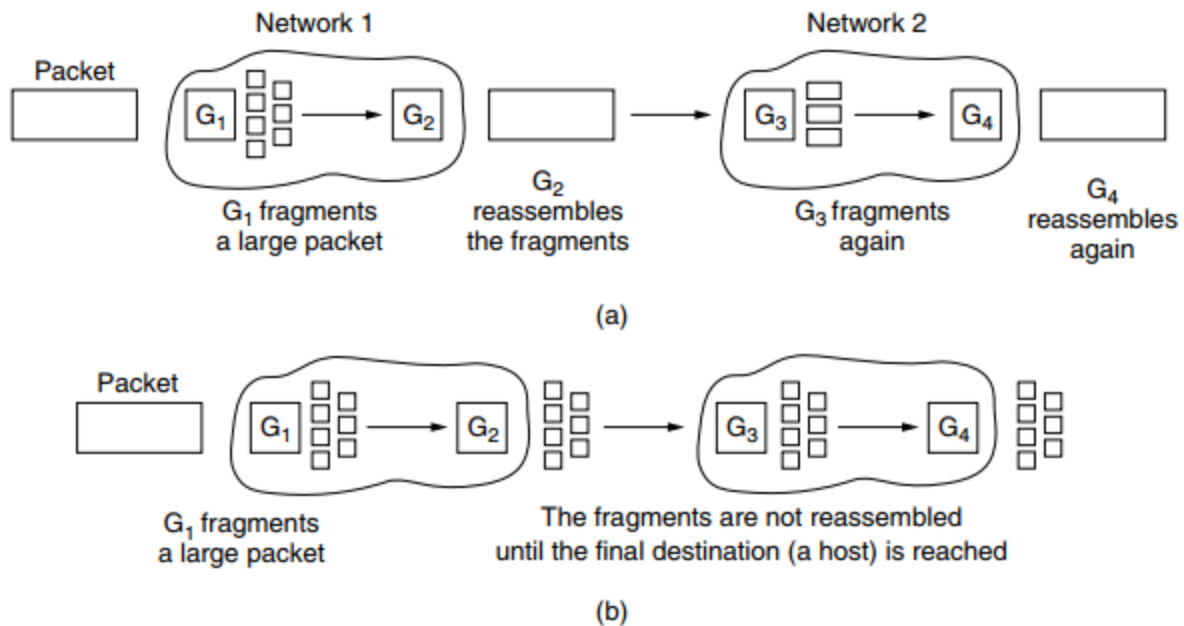 Network 1
Network 2
Packet
G1
G2
G3
G4
G1 fragments
a large packet
G2
reassembles
the fragments
G3 fragments
again
G4
reassembles
again
(a)
Packet
G1
G2
G3
G4
G1 fragments
a large packet
The fragments are not reassembled
until the final destination (a host) is reached
(b)